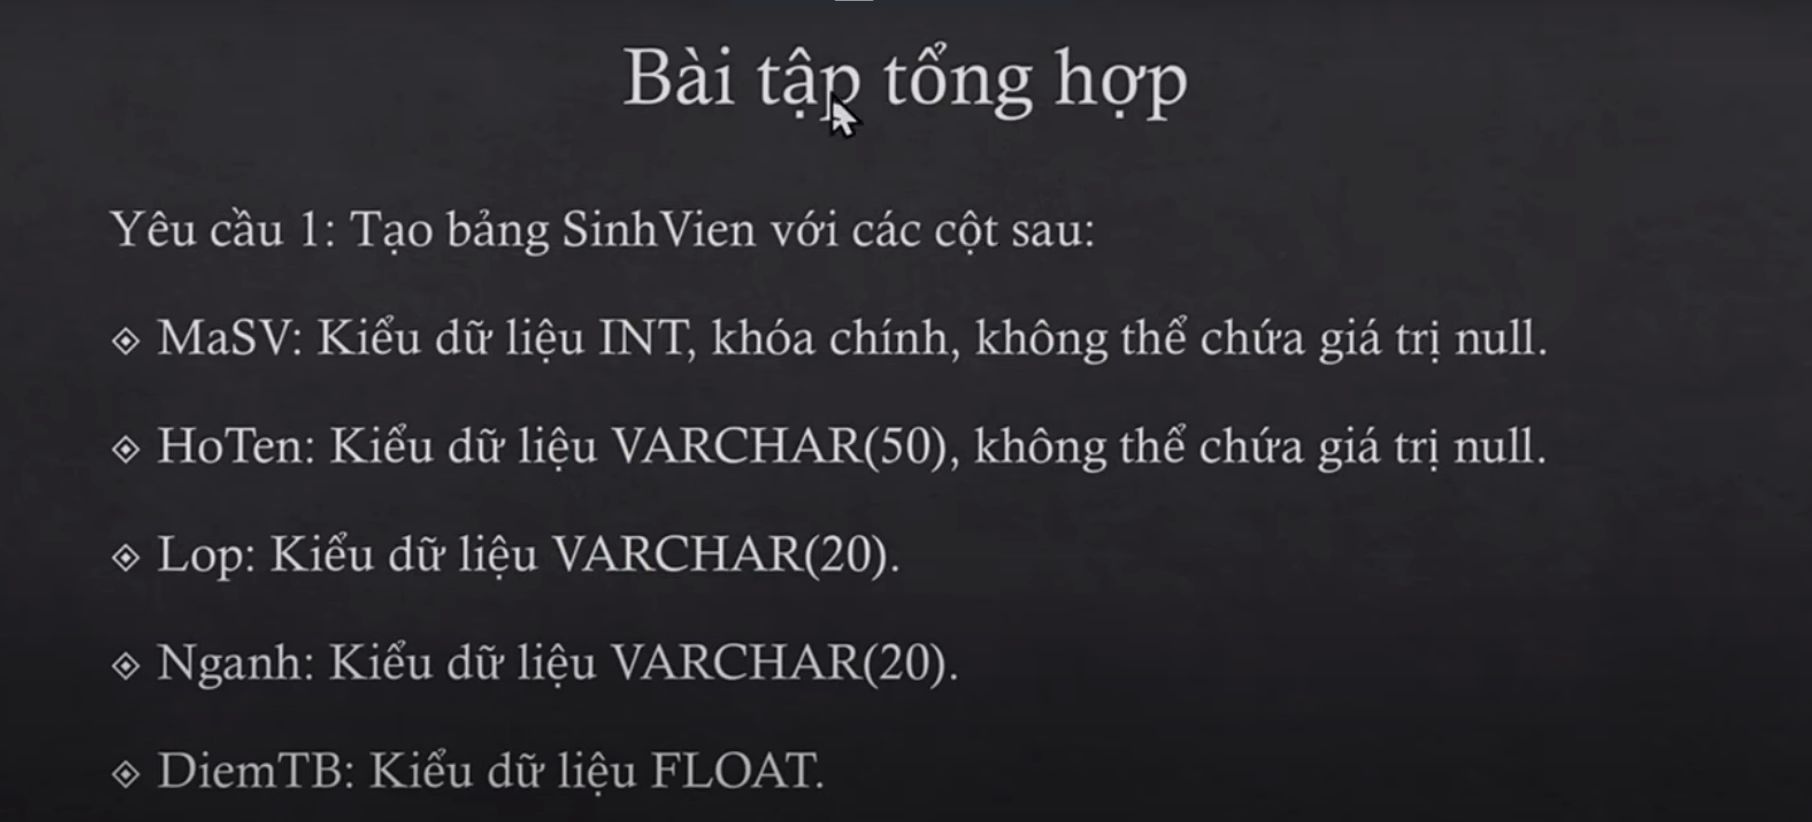 Bài tập tổng hợp
Yêu cầu 1: Tạo bảng SinhVien với các cột sau:
MaSV: Kiểu dữ liệu INT, khóa chính, không thể chứa giá trị null.
HoTen: Kiểu dữ liệu VARCHAR(50), không thể chứa giá trị null.
Lop: Kiểu dữ liệu VARCHAR(20).
Nganh: Kiểu dữ liệu VARCHAR(20).
DiemTB: Kiểu dữ liệu FLOAT.